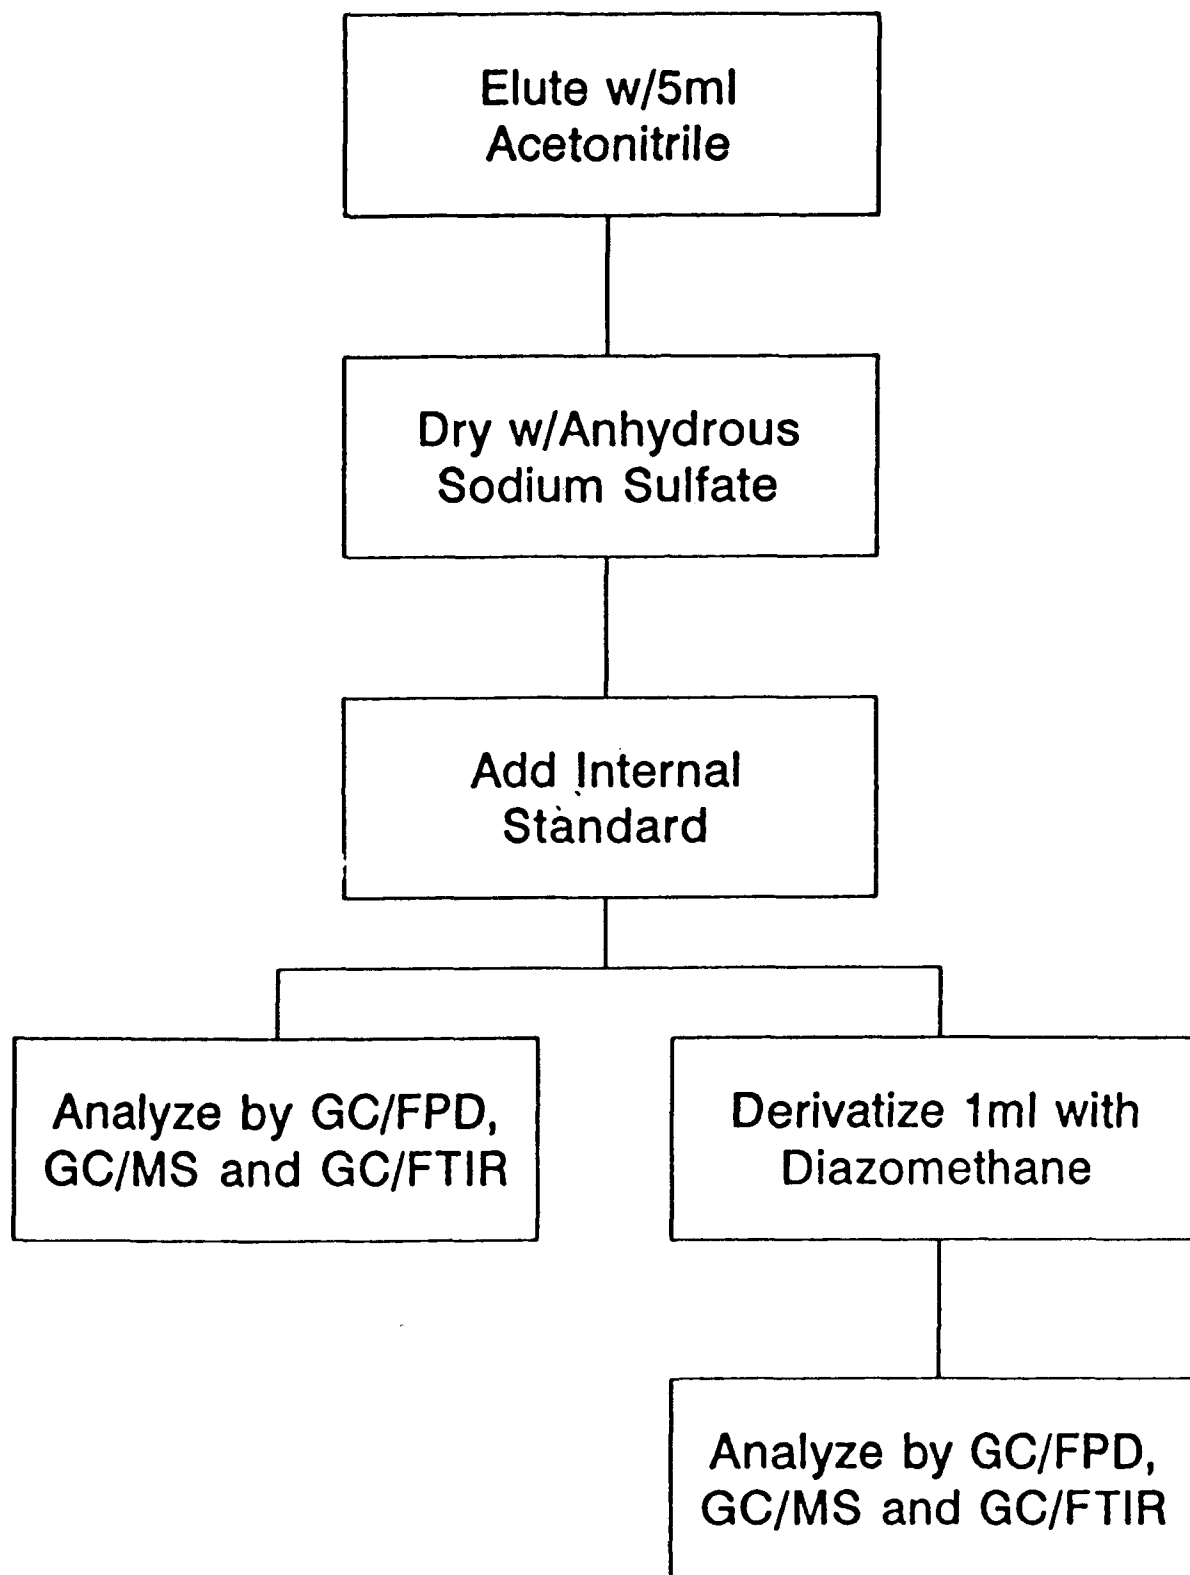 Elute w/5ml
Acetonitrile
Dry w/Anhydrous
Sodium Sulfate
Add Internal
Standard
Analyze by GC/FPD,
GC/MS and GC/FTIR
Derivatize 1ml with
Diazomethane
Analyze by GC/FPD,
GC/MS and GC/FTIR